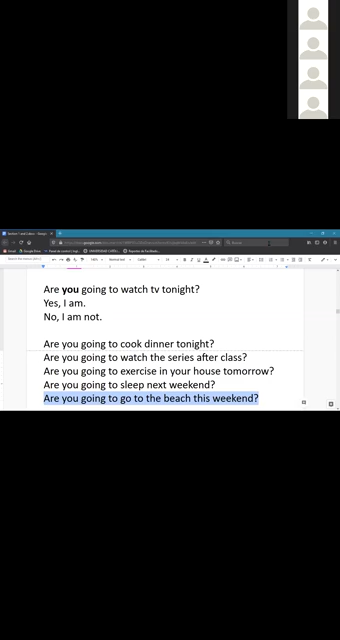 Are you going to watch tv tonight?
Yes, I am.
No, I am not.
Are you going to cook dinner tonight?
Are you going to watch the series after class?
Are you going to exercise in your house tomorrow?
Are you going to sleep next weekend?
Are you going to go to the beach this weekend?